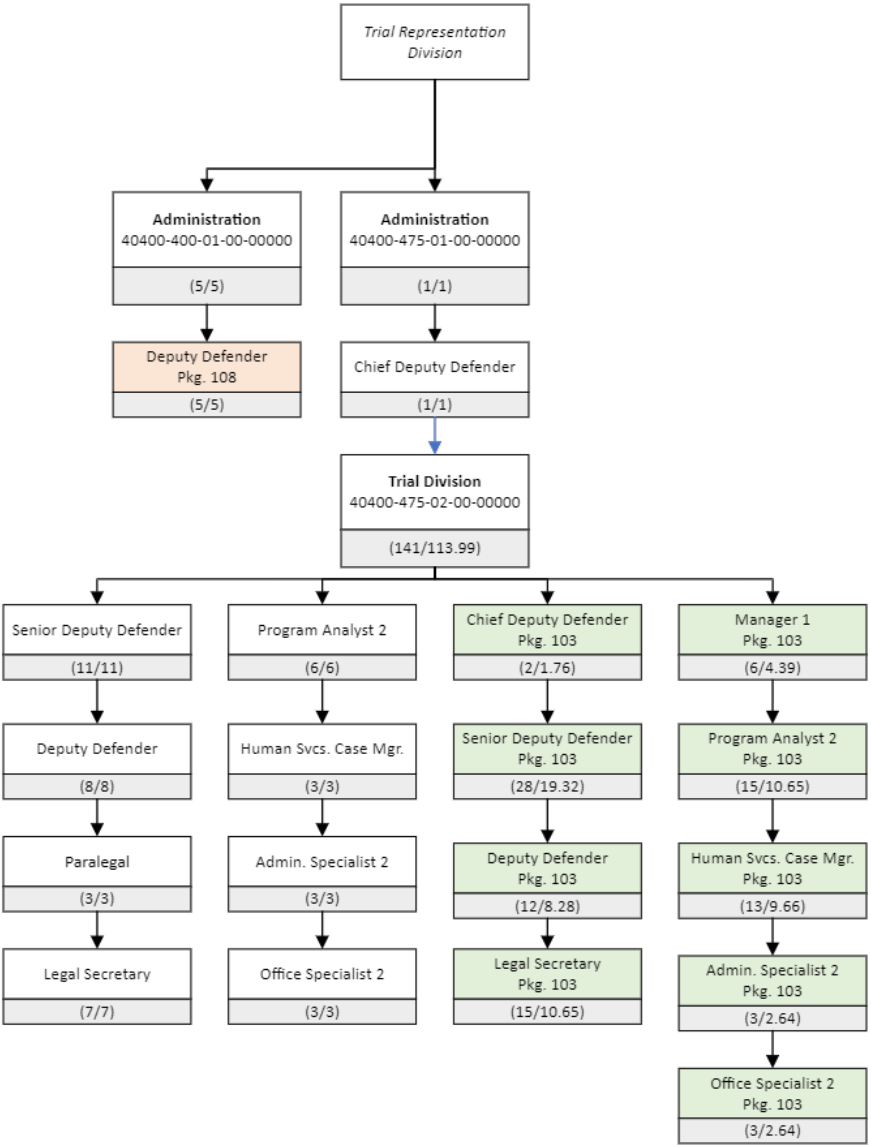 Trial Representation
Division
Administration
40400-400-01-00-00000
(5/5)
Deputy Defender
Pkg. 108
(5/5)
Administration
40400-475-01-00-00000
(1/1)
Chief Deputy Defender
(1/1)
Trial Division
40400-475-02-00-00000
(141/113.99)
Senior Deputy Defender
(11/11)
Deputy Defender
(8/8)
Paralegal
(3/3)
Legal Secretary
(7/7)
Program Analyst 2
(6/6)
Human Svcs. Case Mgr.
(3/3)
Admin. Specialist 2
(3/3)
Office Specialist 2
(3/3)
Chief Deputy Defender
Pkg. 103
(2/1.76)
Senior Deputy Defender
Pkg. 103
(28/19.32)
Deputy Defender
Pkg. 103
(12/8.28)
Legal Secretary
Pkg. 103
(15/10.65)
Manager 1
Pkg. 103
(6/4.39)
Program Analyst 2
Pkg. 103
(15/10.65)
Human Svcs. Case Mgr.
Pkg. 103
(13/9.66)
Admin. Specialist 2
Pkg. 103
(3/2.64)
Office Specialist 2
Pkg. 103
(3/2.64)